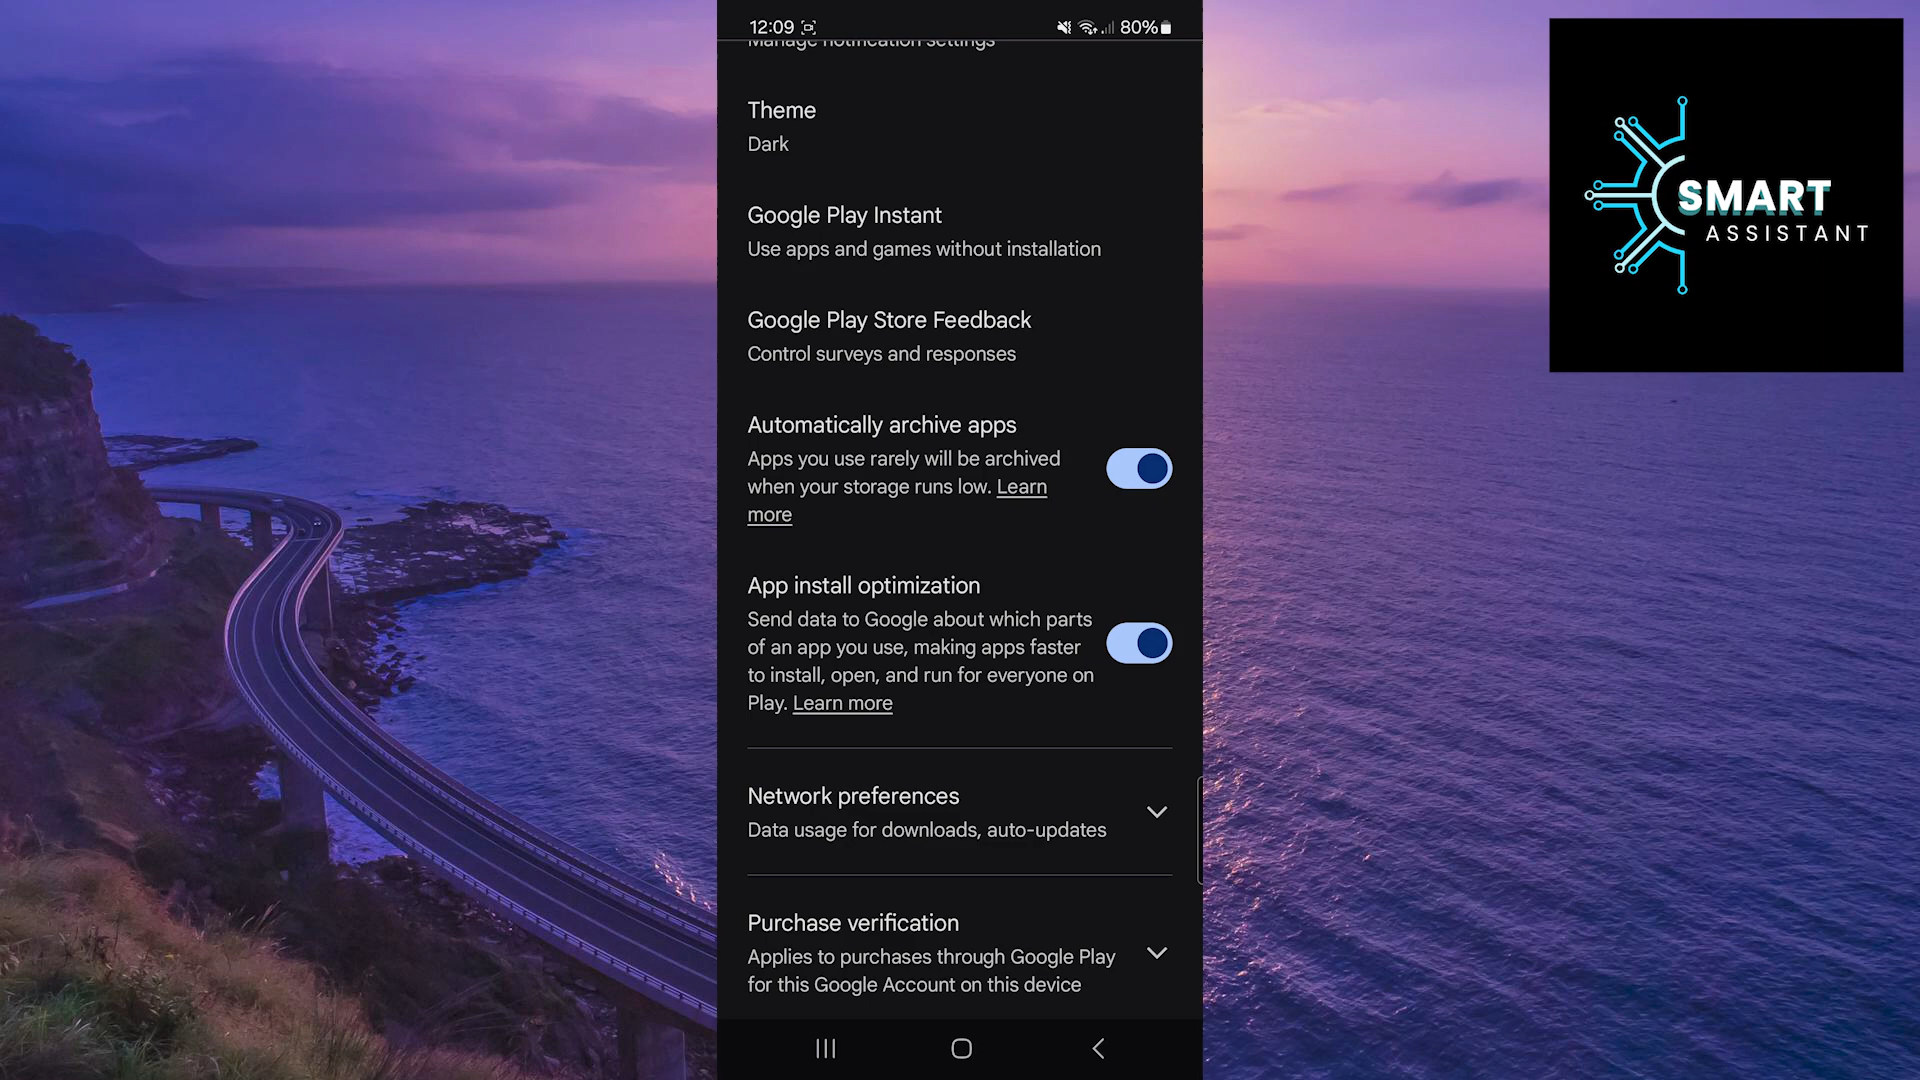 12:09
80%
Manage notification settings
Theme
Dark
Google Play Instant
Use apps and games without installation
Google Play Store Feedback
Control surveys and responses
Automatically archive apps
Apps you use rarely will be archived
when your storage runs low. Learn
more
App install optimization
Send data to Google about which parts
of an app you use, making apps faster
to install, open, and run for everyone on
Play. Learn more
Network preferences
Data usage for downloads, auto-updates
Purchase verification
Applies to purchases through Google Play
for this Google Account on this device
SMART
ASSISTANT